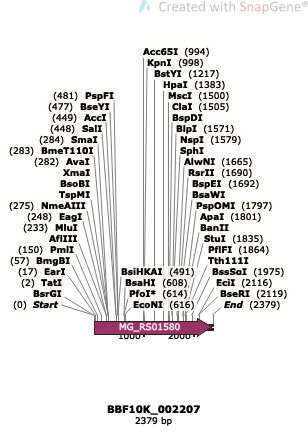 Created with SnapGene®
Acc65I (994)
KpnI (998)
BstYI (1217)
HpaI (1383)
(481) PspFI MscI (1500)
(477) BseYI ClaI (1505)
(449) AccI BspDI
(448) SalI BlpI (1571)
(284) SmaI NspI (1579)
(283) BmeT110I SphI
(282) AvaI AlwNI (1665)
XmaI RsrII (1690)
BsoBI BspEI (1692)
TspMI BsaWI
(275) NmeAIII PspOMI (1797)
(248) EagI ApaI (1801)
(233) MluI BanII
AflIII StuI (1835)
(150) PmlI PflFI (1864)
(57) BmgBI Tth111I
(17) EarI BsiHKAI (491) BssSαI (1975)
(2) TatI BsaHI (608) EciI (2116)
BsrGI PfoI* (614) BseRI (2119)
(0) Start EcoNI (616) End (2379)
MG_RS01580
1000 2000
BBF10K_002207
2379 bp